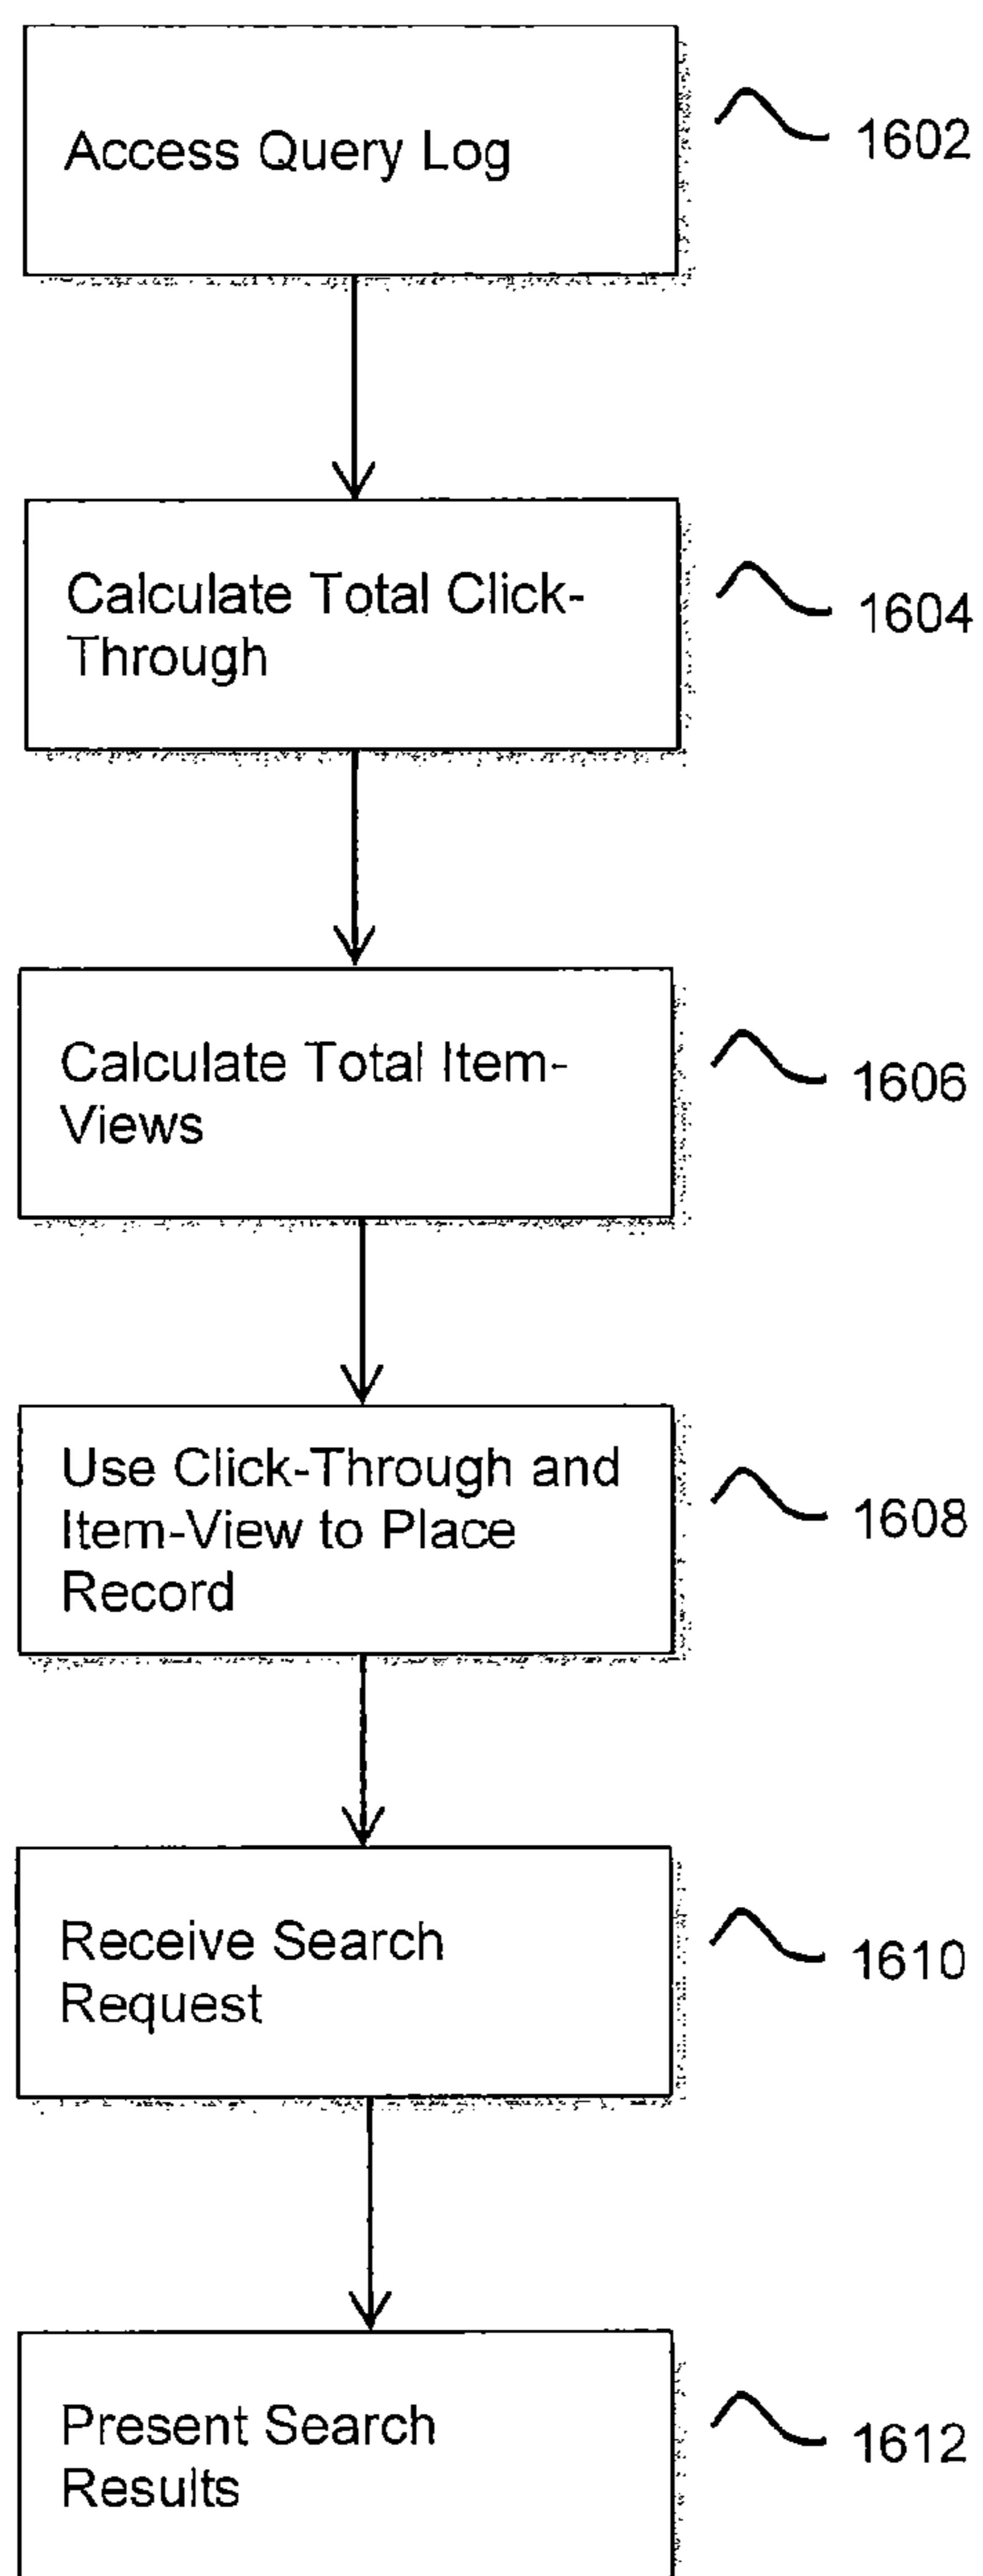 Access Query Log
1602
Calculate Total Click-
Through
1604
Calculate Total Item-
Views
1606
Use Click-Through and
Item-View to Place
Record
1608
Receive Search
Request
1610
Present Search
Results
1612